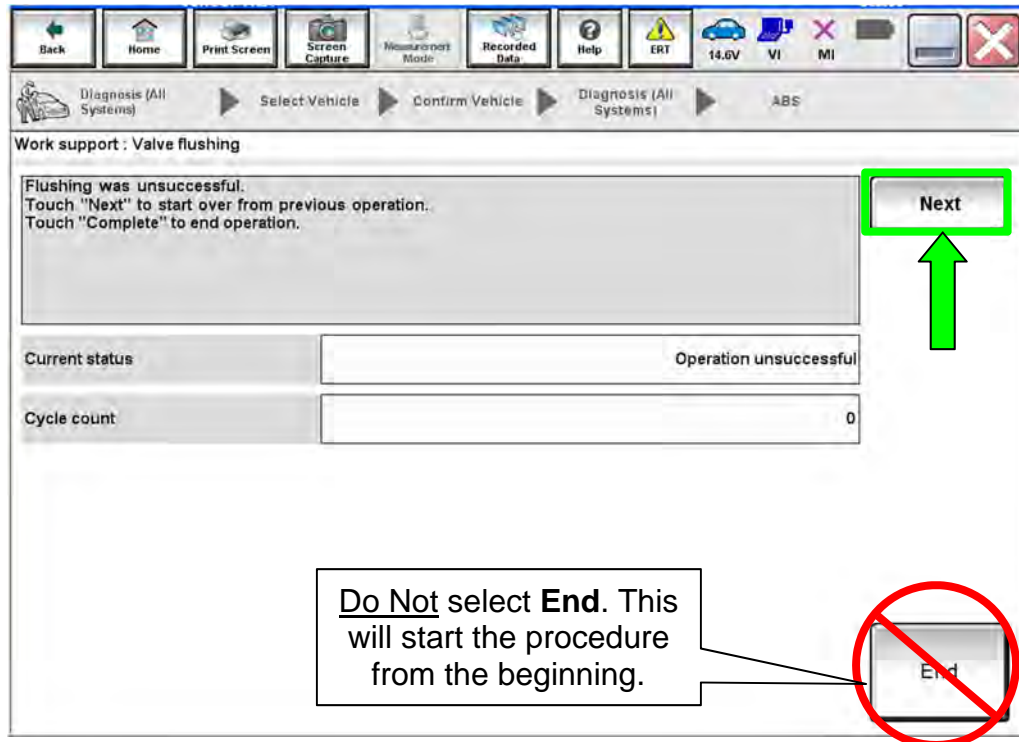 Back
Home
Print Screen
Screen
Capture
Measurement
Mode
Recorded
Data
Help
ERT
14.6V
VI
MI
Diagnosis (All
Systems)
Select Vehicle
Confirm Vehicle
Diagnosis (All
Systems)
ABS
Work support : Valve flushing
Flushing was unsuccessful.
Touch "Next" to start over from previous operation.
Touch "Complete" to end operation.
Next
Current status
Operation unsuccessful
Cycle count
0
Do Not select End. This
will start the procedure
from the beginning.
End